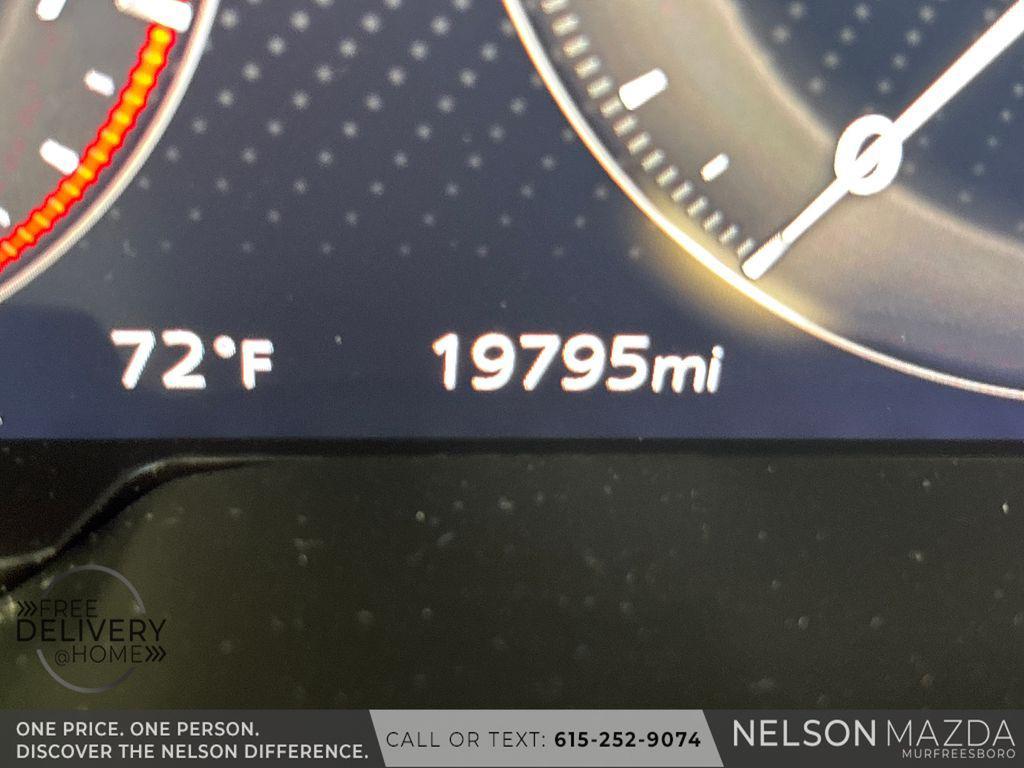 0
72°F
19795mi
>>>FREE
DELIVERY
@HOME>>>
ONE PRICE. ONE PERSON.
DISCOVER THE NELSON DIFFERENCE.
CALL OR TEXT: 615-252-9074
NELSON MAZDA
MURFREESBORO